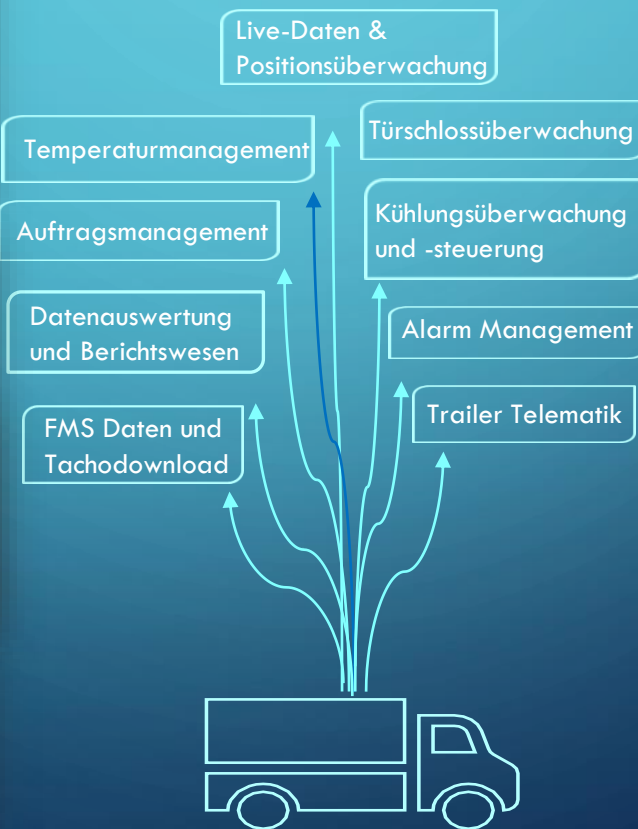 Live-Daten &
Positionsüberwachung
Temperaturmanagement
Türschlossüberwachung
Auftragsmanagement
Kühlungsüberwachung
und -steuerung
Datenauswertung
und Berichtswesen
Alarm Management
FMS Daten und
Tachodownload
Trailer Telematik